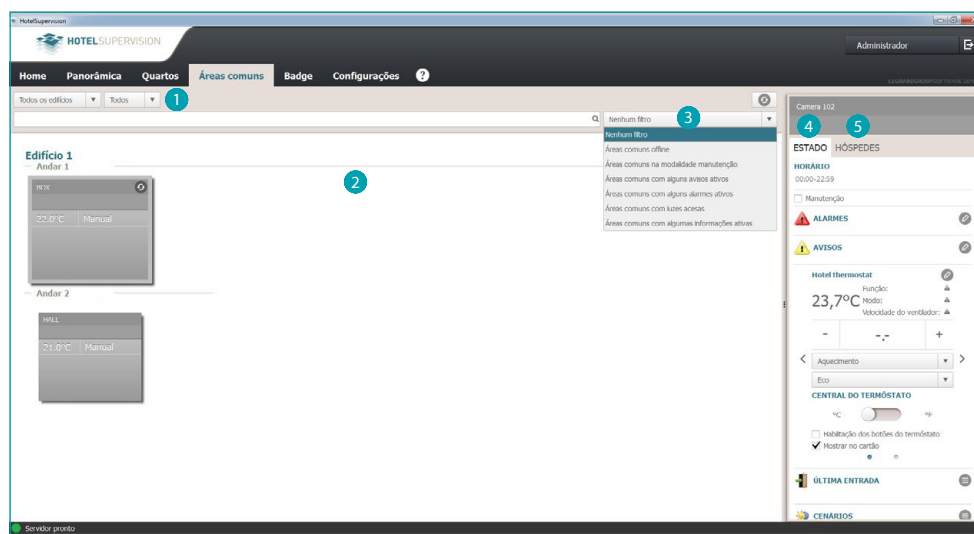 HotelSupervision
HOTELSUPERVISION
Administrador
Home Panorâmica Quartos Áreas comuns Badge Configurações ?
Todos os edifícios Todos 1
Nenhum filtro 3
Nenhum filtro
Áreas comuns offline
Áreas comuns na modalidade manutenção
Áreas comuns com alguns avisos ativos
Áreas comuns com alguns alarmes ativos
Áreas comuns com luzes acesas
Áreas comuns com algumas informações ativas
Edifício 1
Andar 1
2
BOX
22.0°C Manual
Andar 2
HALL
21.0°C Manual
Camera 102
4 5
ESTADO HÓSPEDES
HORÁRIO
00:00-22:59
Manutenção
ALARMES
AVISOS
Hotel thermostat
Função:
23,7°C Modo:
Velocidade do ventilador:
- -.- +
< Aquecimento >
Eco
CENTRAL DO TERMÓSTATO
°C °F
Habilitação dos botões do termóstato
Mostrar no cartão
ÚLTIMA ENTRADA
CENÁRIOS
Servidor pronto